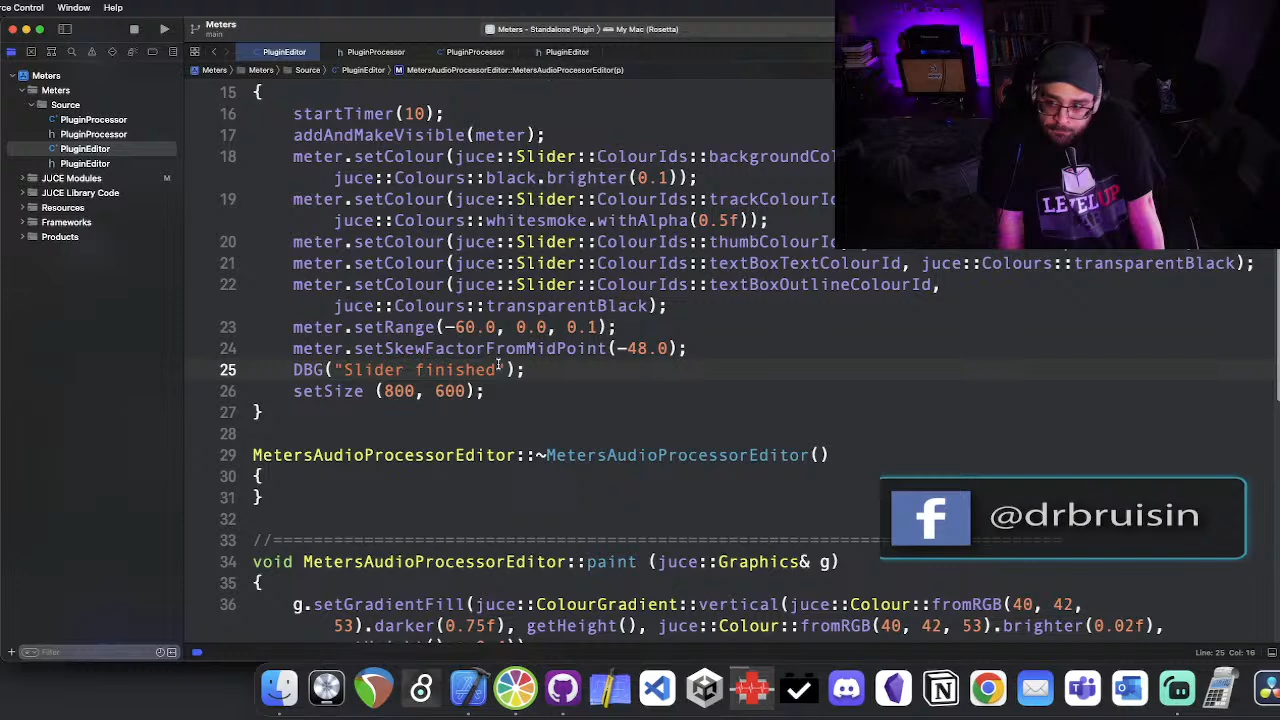 o Control Window Help
Meters
main
Meters - Standalone Plugin 〉 My Mac (Rosetta)
PluginEditor PluginProcessor PluginProcessor PluginEditor
Meters 〉 Meters 〉 Source 〉 PluginEditor 〉 M MetersAudioProcessorEditor::MetersAudioProcessorEditor(p)
Meters
Meters
Source
PluginProcessor
PluginProcessor
PluginEditor
PluginEditor
JUCE Modules M
JUCE Library Code
Resources
Frameworks
Products
15 {
16 startTimer(10);
17 addAndMakeVisible(meter);
18 meter.setColour(juce::Slider::ColourIds::backgroundCo
juce::Colours::black.brighter(0.1));
19 meter.setColour(juce::Slider::ColourIds::trackColourI
juce::Colours::whitesmoke.withAlpha(0.5f));
20 meter.setColour(juce::Slider::ColourIds::thumbColourI
21 meter.setColour(juce::Slider::ColourIds::textBoxTextColourId, juce::Colours::transparentBlack);
22 meter.setColour(juce::Slider::ColourIds::textBoxOutlineColourId,
juce::Colours::transparentBlack);
23 meter.setRange(-60.0, 0.0, 0.1);
24 meter.setSkewFactorFromMidPoint(-48.0);
25 DBG("Slider finished");
26 setSize (800, 600);
27 }
28
29 MetersAudioProcessorEditor::~MetersAudioProcessorEditor()
30 {
31 }
32
33 //==============================================================================
34 void MetersAudioProcessorEditor::paint (juce::Graphics& g)
35 {
36 g.setGradientFill(juce::ColourGradient::vertical(juce::Colour::fromRGB(40, 42,
53).darker(0.75f), getHeight(), juce::Colour::fromRGB(40, 42, 53).brighter(0.02f),
LEVEL UP
f @drbruisin
Filter
Line: 25 Col: 16